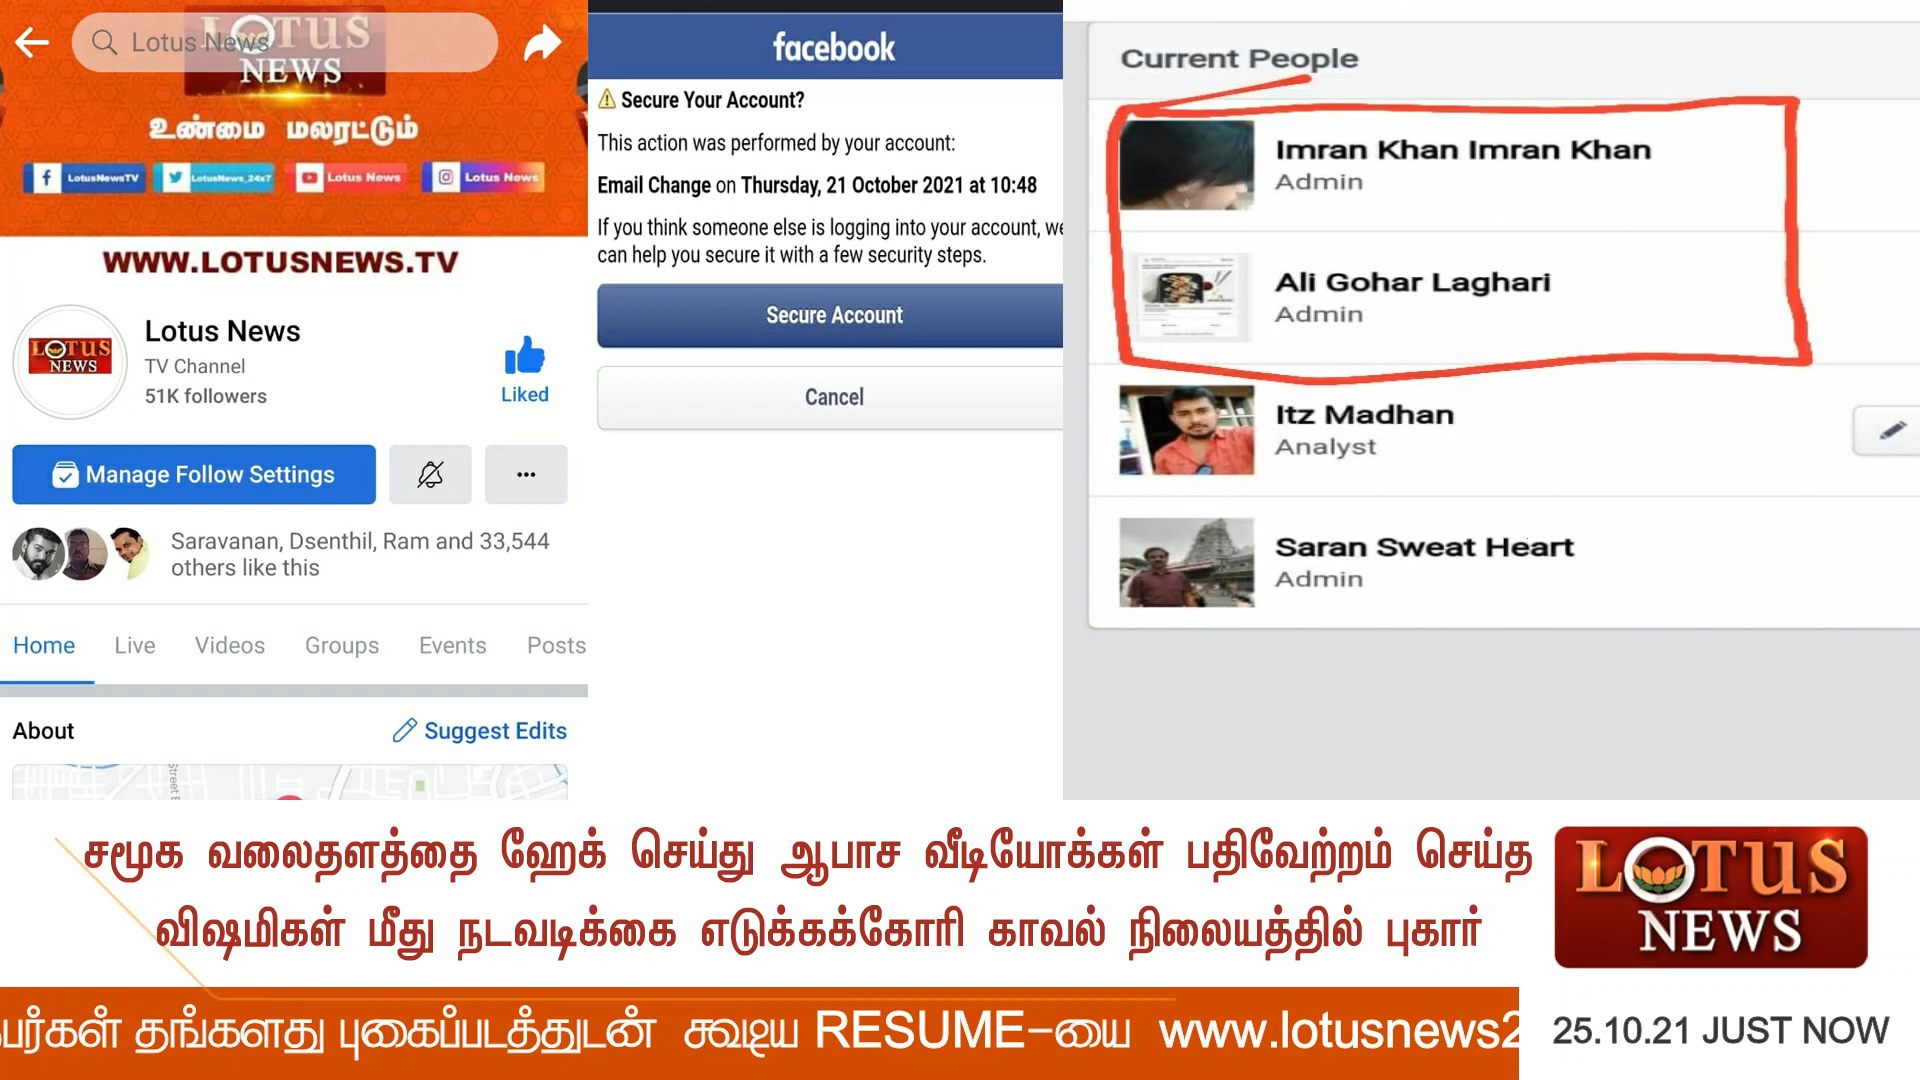 Lotus News
LOTUS
NEWS
உண்மை மலரட்டும்
LotusNewsTV
LotusNews_24x7
Lotus News
Lotus News
WWW.LOTUSNEWS.TV
LOTUS
NEWS
Lotus News
TV Channel
51K followers
Liked
Manage Follow Settings
Saravanan, Dsenthil, Ram and 33,544
others like this
Home Live Videos Groups Events Posts
About
Suggest Edits
Street
facebook
Secure Your Account?
This action was performed by your account:
Email Change on Thursday, 21 October 2021 at 10:48
If you think someone else is logging into your account, we
can help you secure it with a few security steps.
Secure Account
Cancel
Current People
Imran Khan Imran Khan
Admin
Ali Gohar Laghari
Admin
Itz Madhan
Analyst
Saran Sweat Heart
Admin
சமூக வலைதளத்தை ஹேக் செய்து ஆபாச வீடியோக்கள் பதிவேற்றம் செய்த
விஷமிகள் மீது நடவடிக்கை எடுக்கக்கோரி காவல் நிலையத்தில் புகார்
LOTUS
NEWS
பர்கள் தங்களது புகைப்படத்துடன் கூடிய RESUME-யை www.lotusnews2
25.10.21 JUST NOW